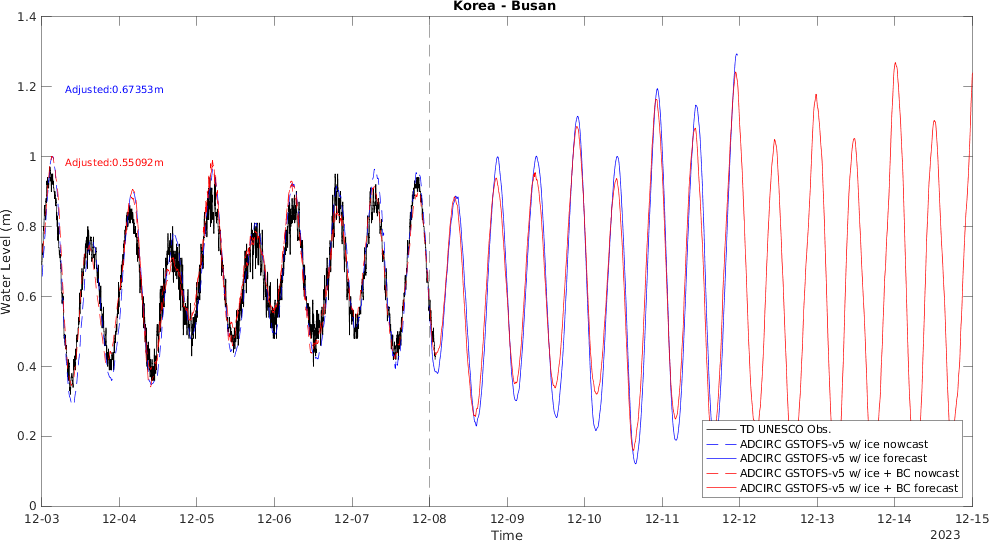 Korea - Busan
1.4
1.2
1
0.8
0.6
0.4
0.2
0
Water Level (m)
Adjusted:0.67353m
Adjusted:0.55092m
TD UNESCO Obs.
ADCIRC GSTOFS-v5 w/ ice nowcast
ADCIRC GSTOFS-v5 w/ ice forecast
ADCIRC GSTOFS-v5 w/ ice + BC nowcast
ADCIRC GSTOFS-v5 w/ ice + BC forecast
12-03 12-04 12-05 12-06 12-07 12-08 12-09 12-10 12-11 12-12 12-13 12-14 12-15
Time
2023